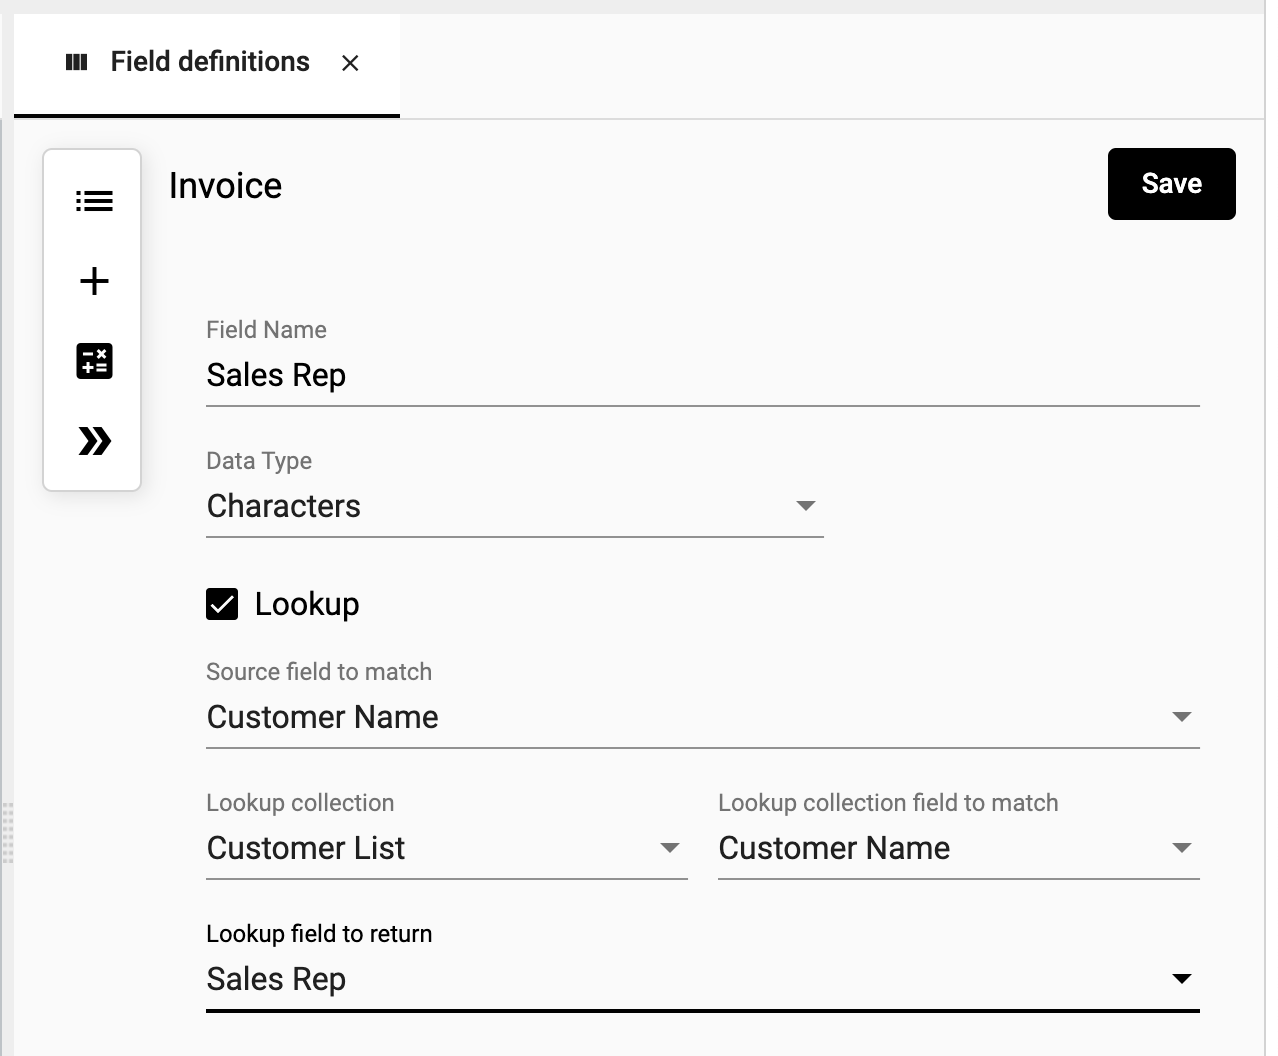 Field definitions
Invoice
Save
Field Name
Sales Rep
Data Type
Characters
Lookup
Source field to match
Customer Name
Lookup collection
Customer List
Lookup collection field to match
Customer Name
Lookup field to return
Sales Rep